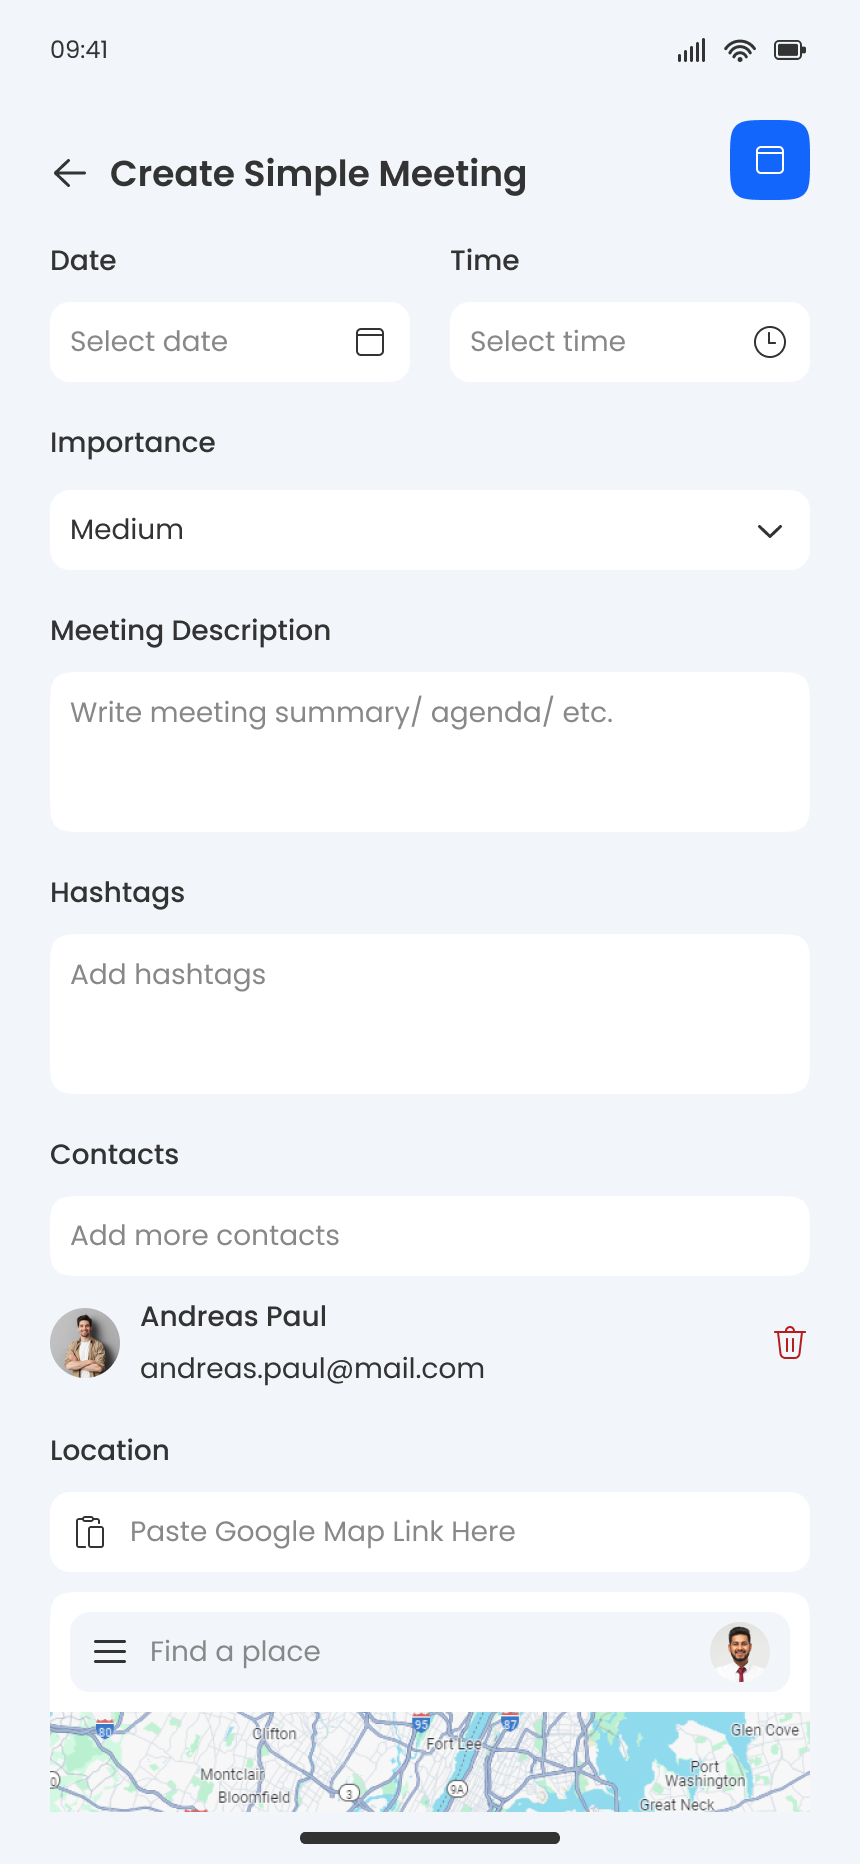 09:41
Create Simple Meeting
Date
Time
Select date
Select time
Importance
Medium
Meeting Description
Write meeting summary/ agenda/ etc.
Hashtags
Add hashtags
Contacts
Add more contacts
Andreas Paul
andreas.paul@mail.com
Location
Paste Google Map Link Here
Find a place
80
95
87
Clifton
Glen Cove
Fort Lee
Montclair
Port
Washington
Bloomfield
3
9A
Great Neck